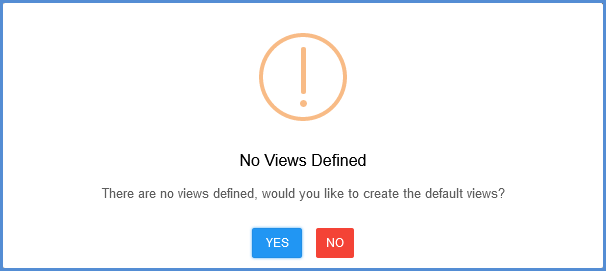 No Views Defined
There are no views defined, would you like to create the default views?
YES NO